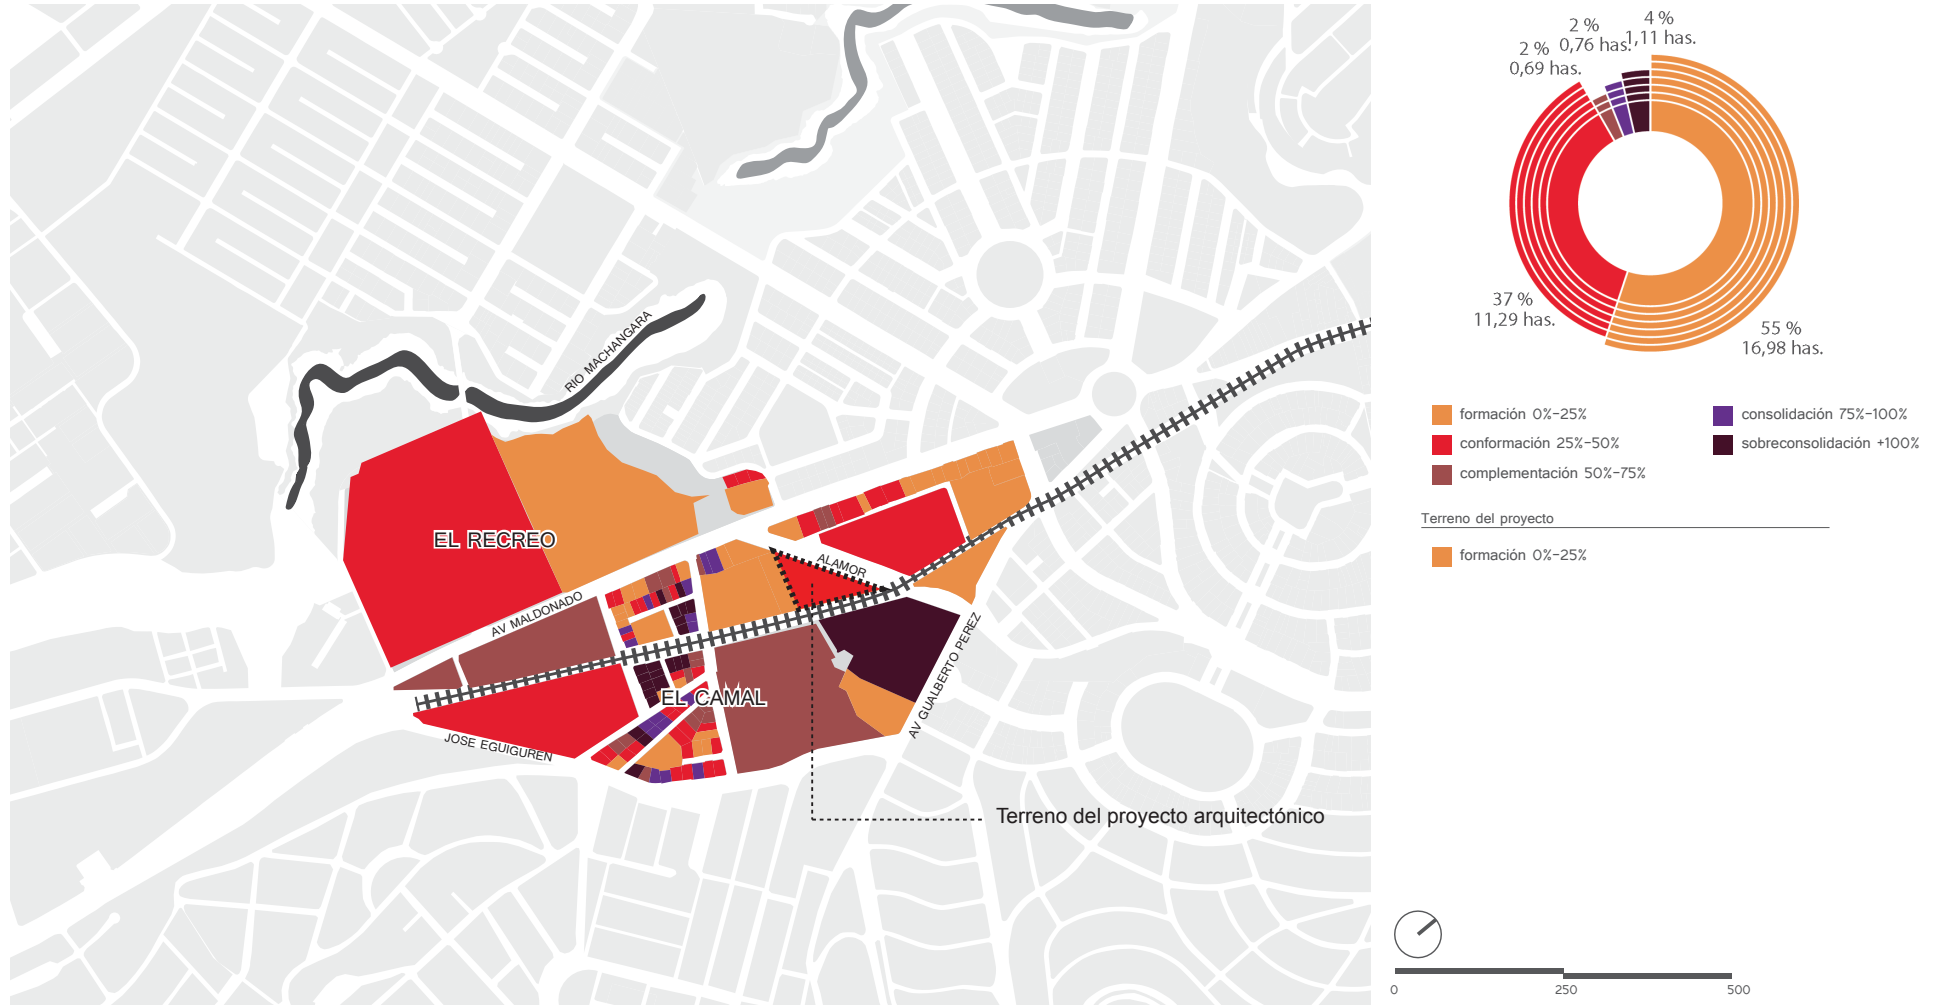 RIO MACHANGARA
EL RECREO
AV MALDONADO
ALAMOR
EL CAMAL
JOSE EGUIGUREN
AV GUALBERTO PEREZ
Terreno del proyecto arquitectónico
2 %
0,69 has.
2 %
0,76 has.
4 %
1,11 has.
37 %
11,29 has.
55 %
16,98 has.
formación 0%-25%
conformación 25%-50%
complementación 50%-75%
consolidación 75%-100%
sobreconsolidación +100%
Terreno del proyecto
formación 0%-25%
0 250 500